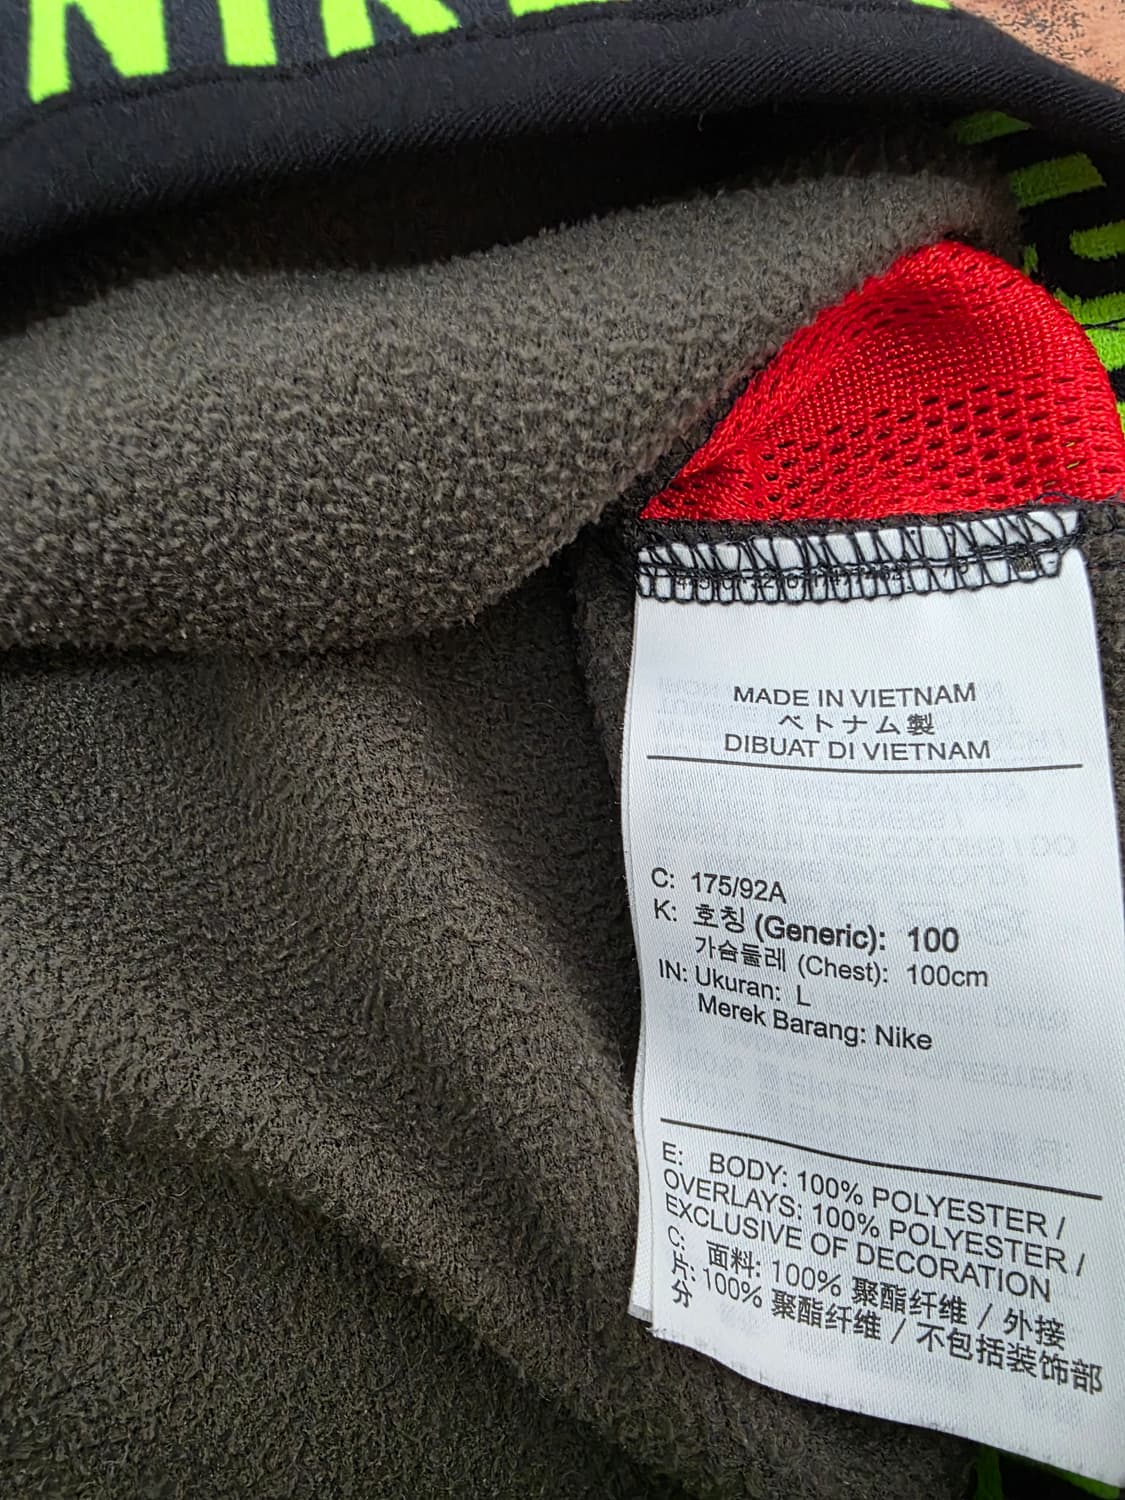 MADE IN VIETNAM
ベトナム製
DIBUAT DI VIETNAM
C: 175/92A
K: 호칭 (Generic): 100
가슴둘레 (Chest): 100cm
IN: Ukuran: L
Merek Barang: Nike
E: BODY: 100% POLYESTER /
OVERLAYS: 100% POLYESTER /
EXCLUSIVE OF DECORATION
C: 面料: 100% 聚酯纤维 / 外接
片: 100% 聚酯纤维 / 不包括装饰部
分